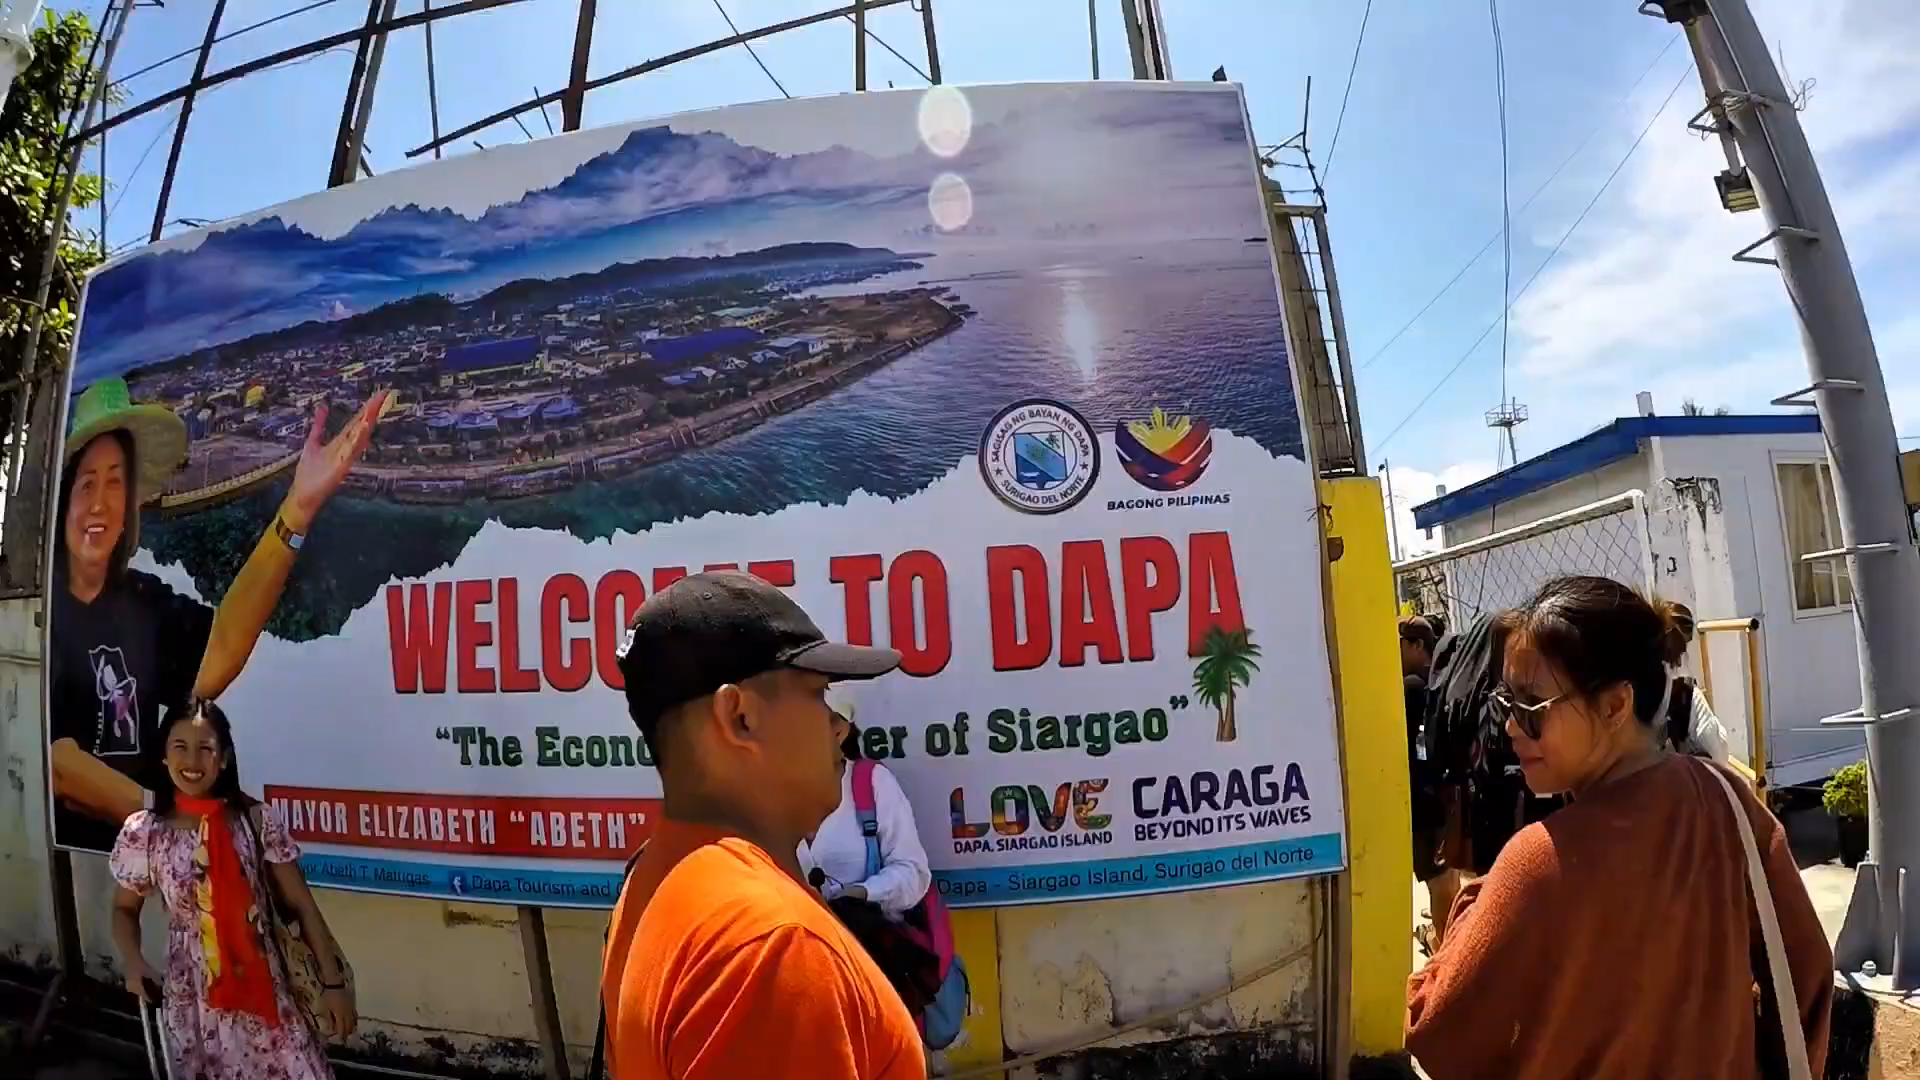 SAGISAG NG BAYAN NG DAPA
SURIGAO DEL NORTE
BAGONG PILIPINAS
WELCO TO DAPA
“The Econo er of Siargao”
MAYOR ELIZABETH “ABETH”
LOVE
DAPA, SIARGAO ISLAND
CARAGA
BEYOND ITS WAVES
yor Abeth T. Matugas Dapa Tourism and Dapa - Siargao Island, Surigao del Norte